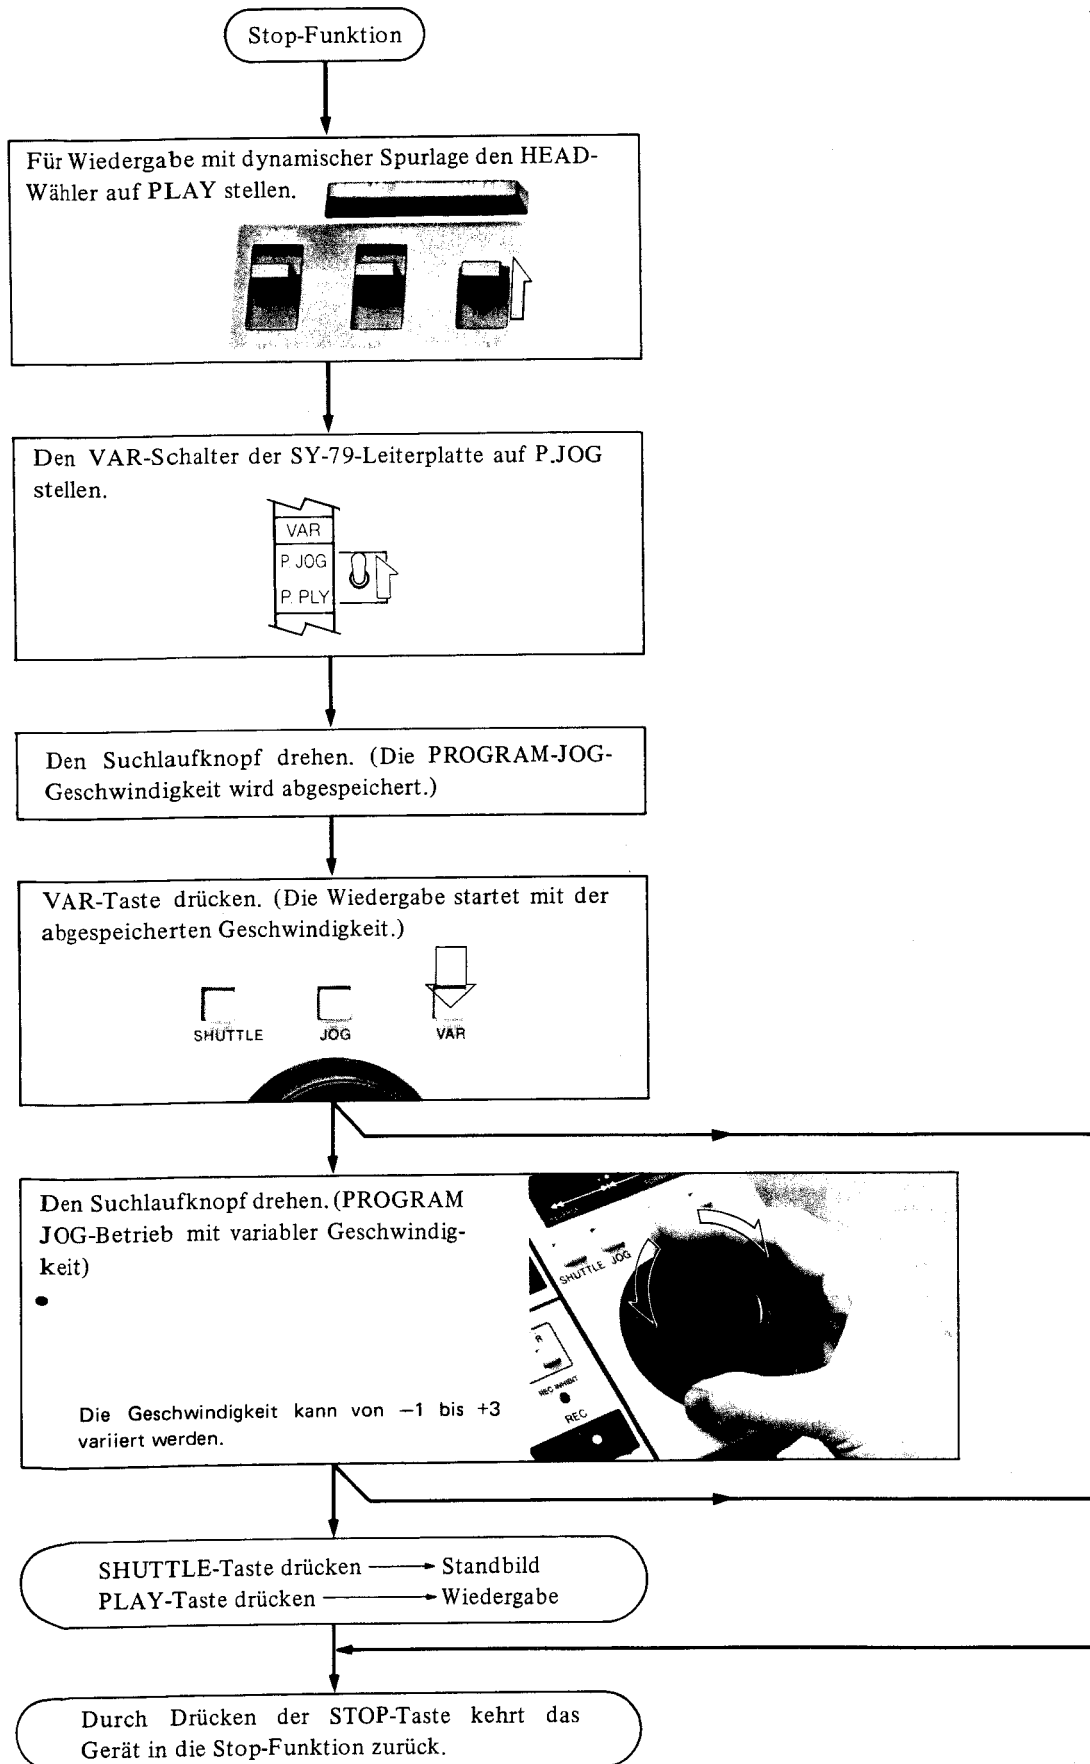 Stop-Funktion
Für Wiedergabe mit dynamischer Spurlage den HEAD-
Wähler auf PLAY stellen.
Den VAR-Schalter der SY-79-Leiterplatte auf P.JOG
stellen.
VAR
P. JOG
P. PLY
Den Suchlaufknopf drehen. (Die PROGRAM-JOG-
Geschwindigkeit wird abgespeichert.)
VAR-Taste drücken. (Die Wiedergabe startet mit der
abgespeicherten Geschwindigkeit.)
SHUTTLE JOG VAR
Den Suchlaufknopf drehen. (PROGRAM
JOG-Betrieb mit variabler Geschwindig-
keit)
•
Die Geschwindigkeit kann von −1 bis +3
variiert werden.
SHUTTLE JOG
R
REC INHIBIT
REC
SHUTTLE-Taste drücken → Standbild
PLAY-Taste drücken → Wiedergabe
Durch Drücken der STOP-Taste kehrt das
Gerät in die Stop-Funktion zurück.